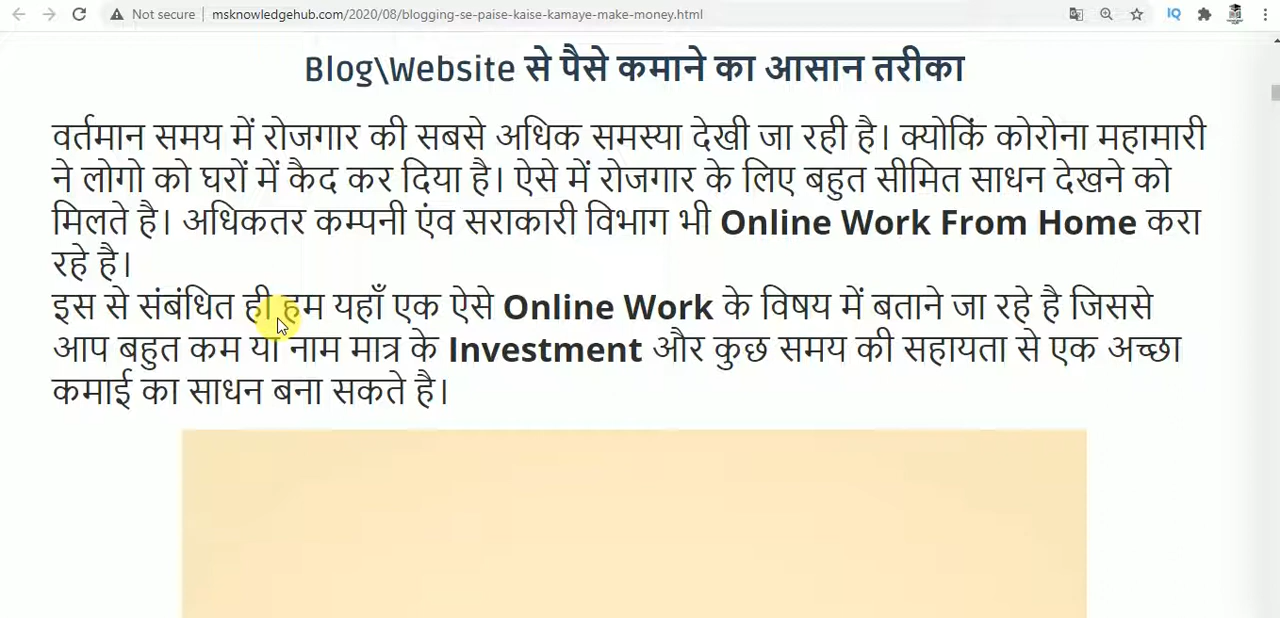 Not secure | msknowledgehub.com/2020/08/blogging-se-paise-kaise-kamaye-make-money.html
IQ
Blog\Website से पैसे कमाने का आसान तरीका
वर्तमान समय में रोजगार की सबसे अधिक समस्या देखी जा रही है। क्योकिं कोरोना महामारी
ने लोगो को घरों में कैद कर दिया है। ऐसे में रोजगार के लिए बहुत सीमित साधन देखने को
मिलते है। अधिकतर कम्पनी एंव सराकारी विभाग भी Online Work From Home करा
रहे है।
इस से संबंधित ही हम यहाँ एक ऐसे Online Work के विषय में बताने जा रहे है जिससे
आप बहुत कम या नाम मात्र के Investment और कुछ समय की सहायता से एक अच्छा
कमाई का साधन बना सकते है।